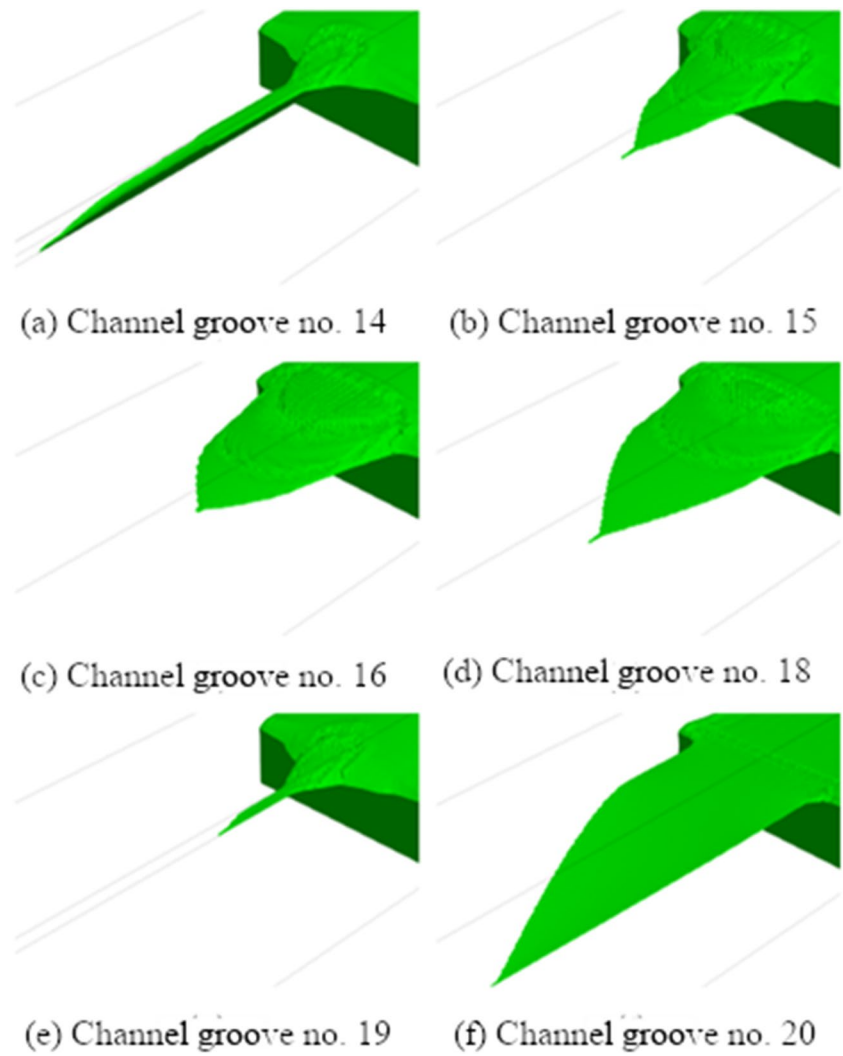 (a) Channel groove no. 14
(b) Channel groove no. 15
(c) Channel groove no. 16
(d) Channel groove no. 18
(e) Channel groove no. 19
(f) Channel groove no. 20